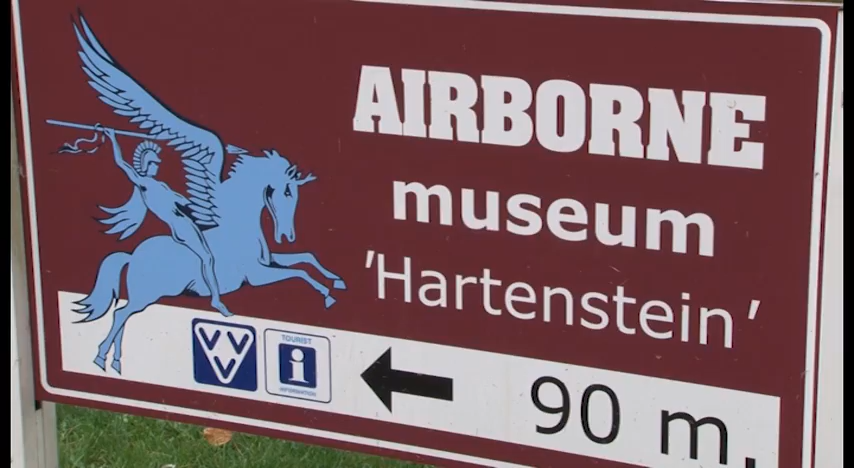 AIRBORNE
museum
'Hartenstein'
VVV
TOURIST
i
INFORMATION
90 m.